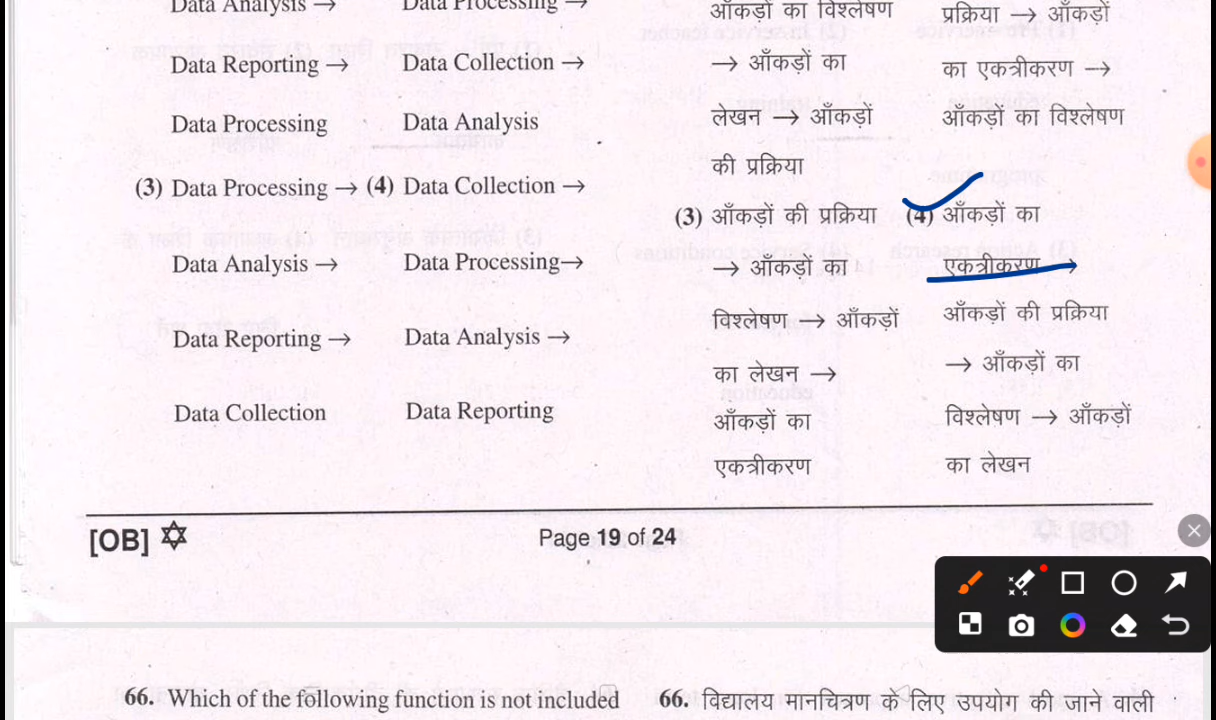 Data Analysis →
Data Reporting →
Data Processing
Data Processing →
Data Collection →
Data Analysis
(3) Data Processing →
Data Analysis →
Data Reporting →
Data Collection
(4) Data Collection →
Data Processing→
Data Analysis →
Data Reporting
आँकड़ों का विश्लेषण
→ आँकड़ों का
लेखन → आँकड़ों
की प्रक्रिया
प्रक्रिया → आँकड़ों
का एकत्रीकरण →
आँकड़ों का विश्लेषण
(3) आँकड़ों की प्रक्रिया
→ आँकड़ों का
विश्लेषण → आँकड़ों
का लेखन →
आँकड़ों का
एकत्रीकरण
(4) आँकड़ों का
एकत्रीकरण →
आँकड़ों की प्रक्रिया
→ आँकड़ों का
विश्लेषण → आँकड़ों
का लेखन
[OB] ✡
Page 19 of 24
66. Which of the following function is not included
66. विद्यालय मानचित्रण के लिए उपयोग की जाने वाली